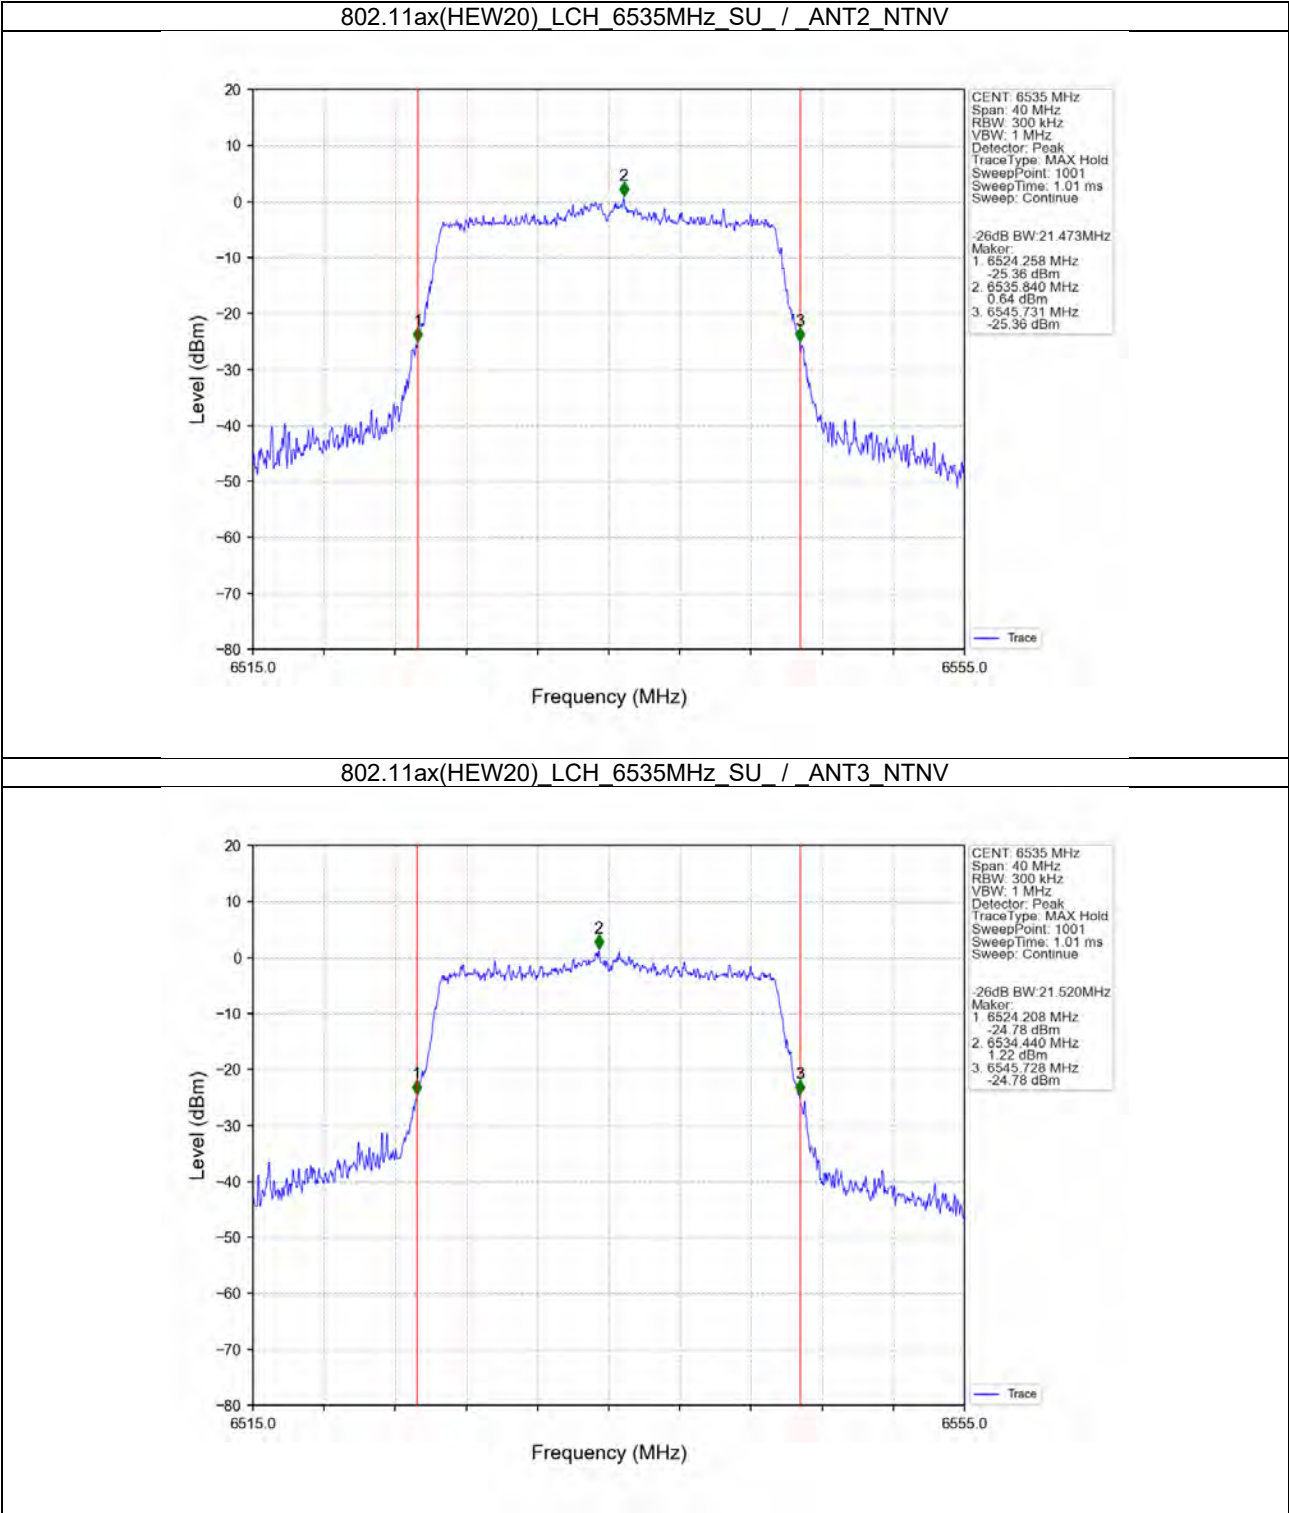 802.11ax(HEW20)_LCH_6535MHz_SU_ / _ANT2_NTNV
20
10
0
−10
−20
−30
−40
−50
−60
−70
−80
Level (dBm)
1
2
3
6515.0
6555.0
Frequency (MHz)
CENT: 6535 MHz
Span: 40 MHz
RBW: 300 kHz
VBW: 1 MHz
Detector: Peak
TraceType: MAX Hold
SweepPoint: 1001
SweepTime: 1.01 ms
Sweep: Continue
-26dB BW:21.473MHz
Maker:
1. 6524.258 MHz
-25.36 dBm
2. 6535.840 MHz
0.64 dBm
3. 6545.731 MHz
-25.36 dBm
Trace
802.11ax(HEW20)_LCH_6535MHz_SU_ / _ANT3_NTNV
20
10
0
−10
−20
−30
−40
−50
−60
−70
−80
Level (dBm)
1
2
3
6515.0
6555.0
Frequency (MHz)
CENT: 6535 MHz
Span: 40 MHz
RBW: 300 kHz
VBW: 1 MHz
Detector: Peak
TraceType: MAX Hold
SweepPoint: 1001
SweepTime: 1.01 ms
Sweep: Continue
-26dB BW:21.520MHz
Maker:
1. 6524.208 MHz
-24.78 dBm
2. 6534.440 MHz
1.22 dBm
3. 6545.728 MHz
-24.78 dBm
Trace